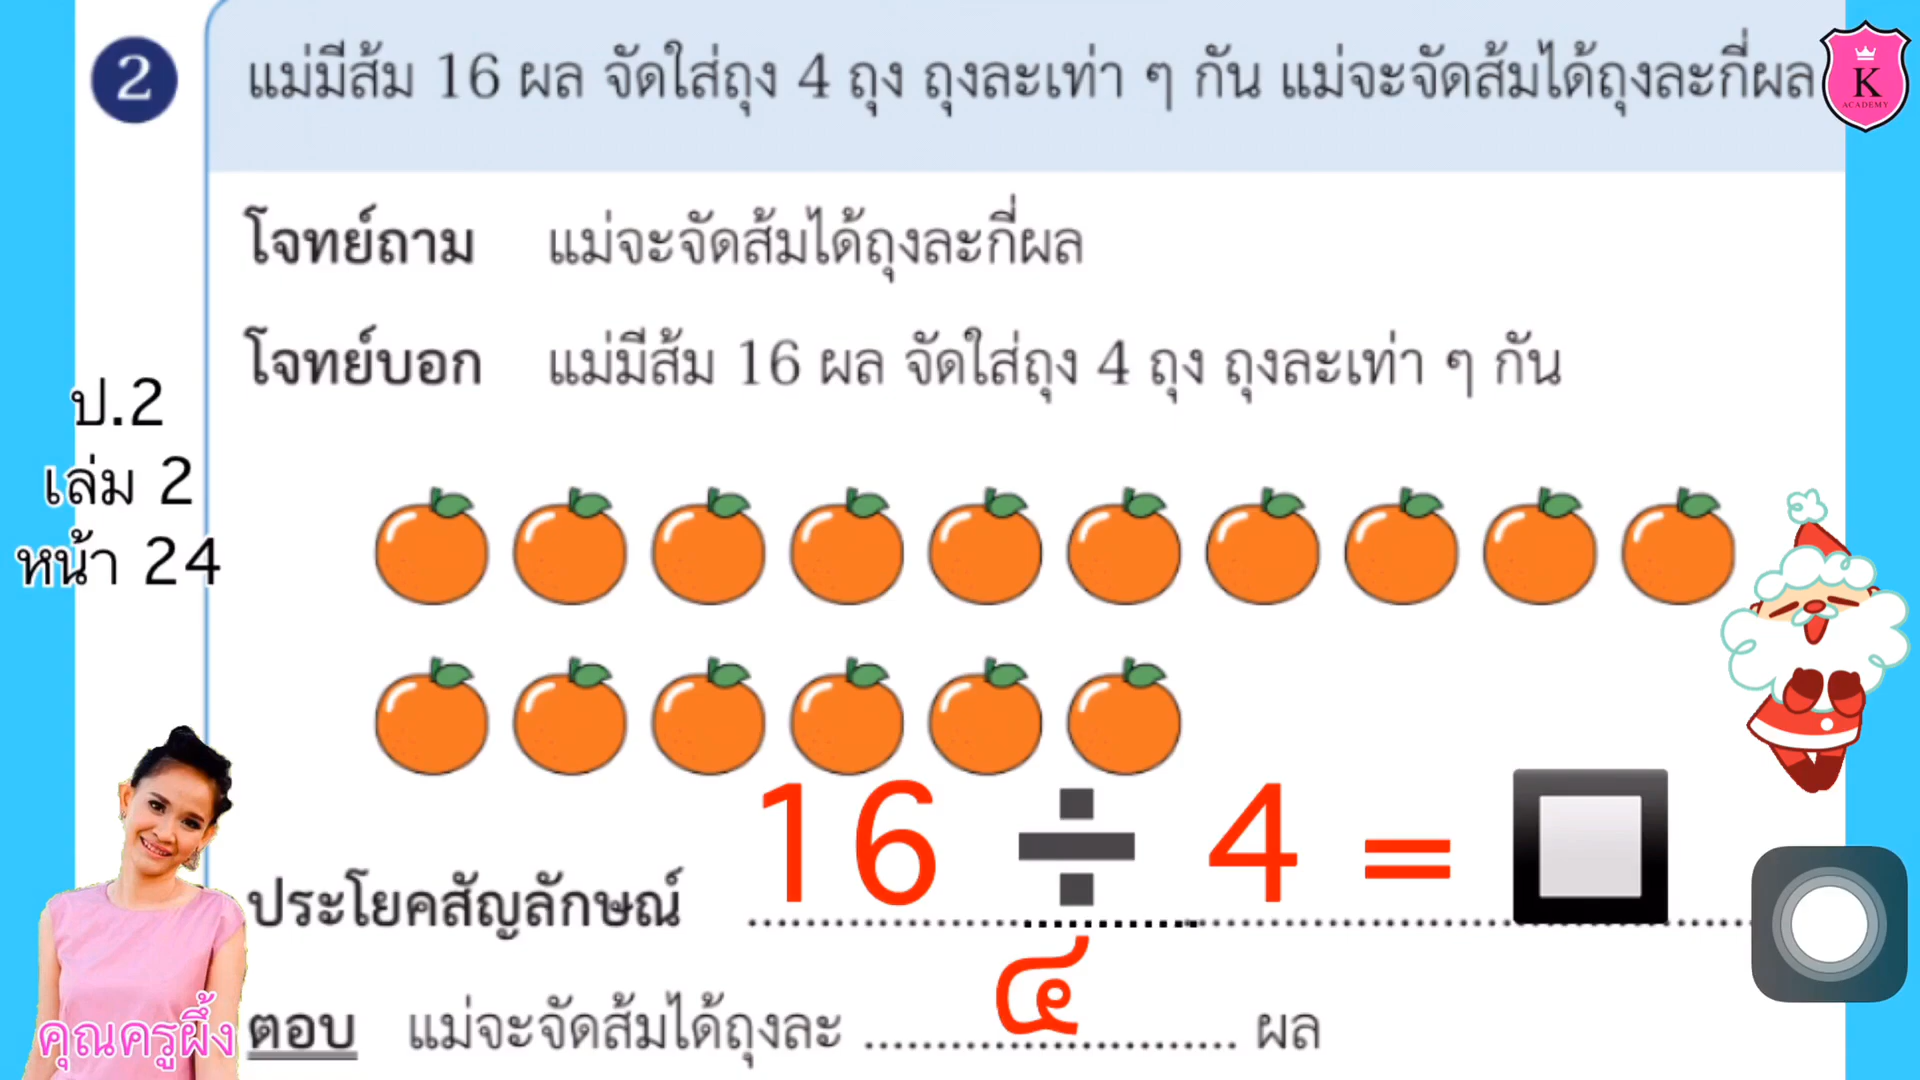 2 แม่มีส้ม 16 ผล จัดใส่ถุง 4 ถุง ถุงละเท่า ๆ กัน แม่จะจัดส้มได้ถุงละกี่ผล
K
ACADEMY
โจทย์ถาม แม่จะจัดส้มได้ถุงละกี่ผล
โจทย์บอก แม่มีส้ม 16 ผล จัดใส่ถุง 4 ถุง ถุงละเท่า ๆ กัน
ป.2
เล่ม 2
หน้า 24
ประโยคสัญลักษณ์ 16 ÷ 4 = □
ตอบ แม่จะจัดส้มได้ถุงละ ๔ ผล
คุณครูผึ้ง